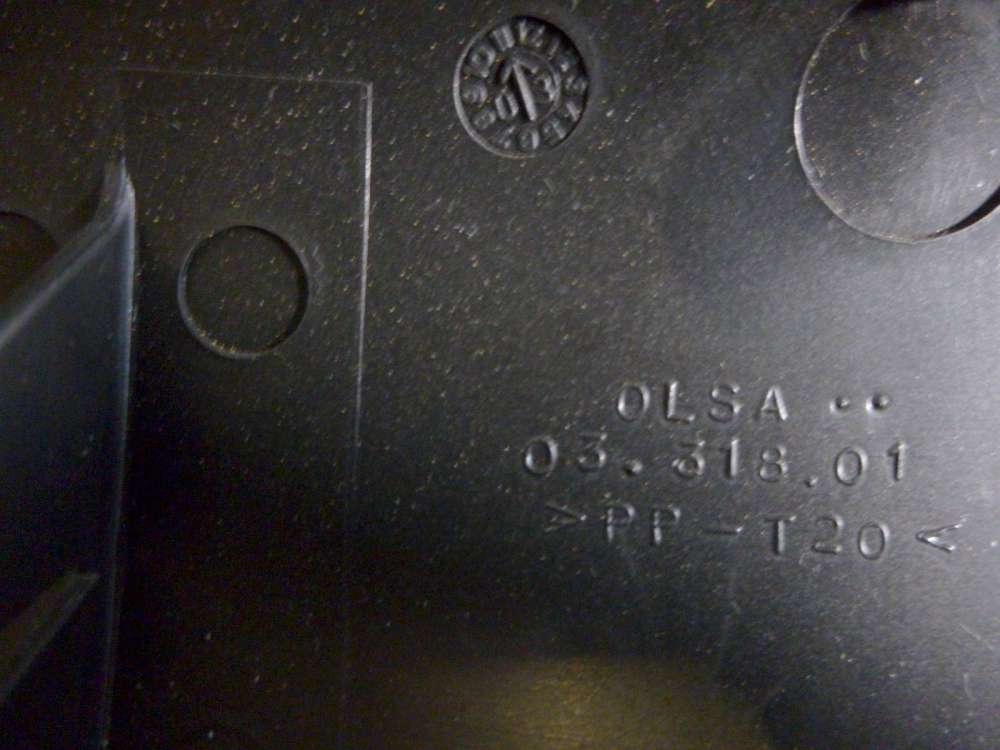 OLSA ..
03.318.01
>PP-T20<